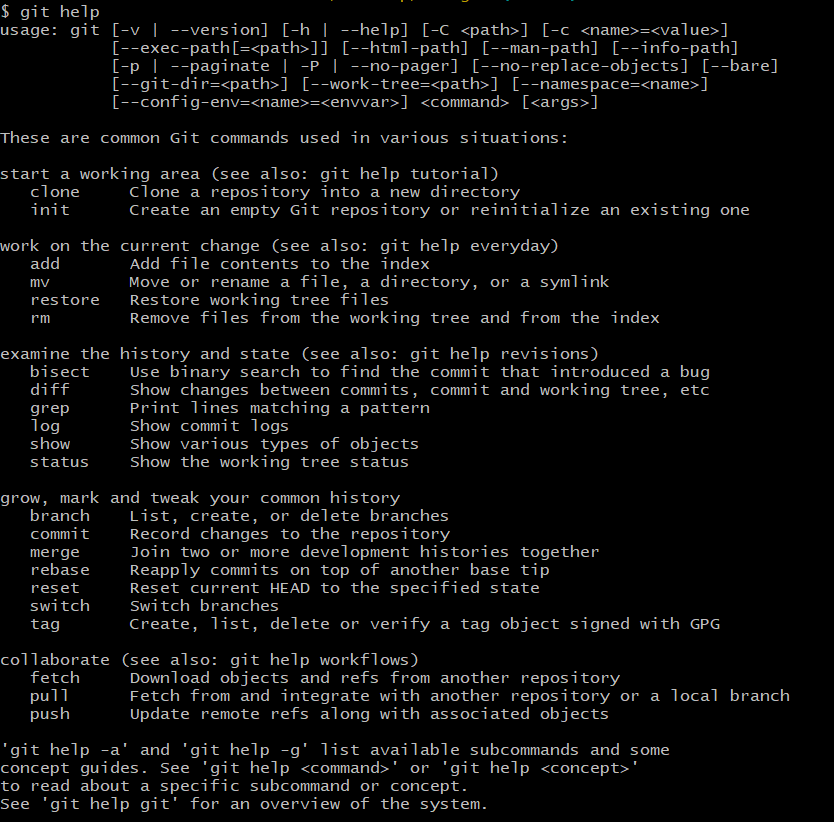 $ git help
usage: git [-v | --version] [-h | --help] [-C <path>] [-c <name>=<value>]
           [--exec-path[=<path>]] [--html-path] [--man-path] [--info-path]
           [-p | --paginate | -P | --no-pager] [--no-replace-objects] [--bare]
           [--git-dir=<path>] [--work-tree=<path>] [--namespace=<name>]
           [--config-env=<name>=<envvar>] <command> [<args>]

These are common Git commands used in various situations:

start a working area (see also: git help tutorial)
   clone     Clone a repository into a new directory
   init      Create an empty Git repository or reinitialize an existing one

work on the current change (see also: git help everyday)
   add       Add file contents to the index
   mv        Move or rename a file, a directory, or a symlink
   restore   Restore working tree files
   rm        Remove files from the working tree and from the index

examine the history and state (see also: git help revisions)
   bisect    Use binary search to find the commit that introduced a bug
   diff      Show changes between commits, commit and working tree, etc
   grep      Print lines matching a pattern
   log       Show commit logs
   show      Show various types of objects
   status    Show the working tree status

grow, mark and tweak your common history
   branch    List, create, or delete branches
   commit    Record changes to the repository
   merge     Join two or more development histories together
   rebase    Reapply commits on top of another base tip
   reset     Reset current HEAD to the specified state
   switch    Switch branches
   tag       Create, list, delete or verify a tag object signed with GPG

collaborate (see also: git help workflows)
   fetch     Download objects and refs from another repository
   pull      Fetch from and integrate with another repository or a local branch
   push      Update remote refs along with associated objects

'git help -a' and 'git help -g' list available subcommands and some
concept guides. See 'git help <command>' or 'git help <concept>'
to read about a specific subcommand or concept.
See 'git help git' for an overview of the system.